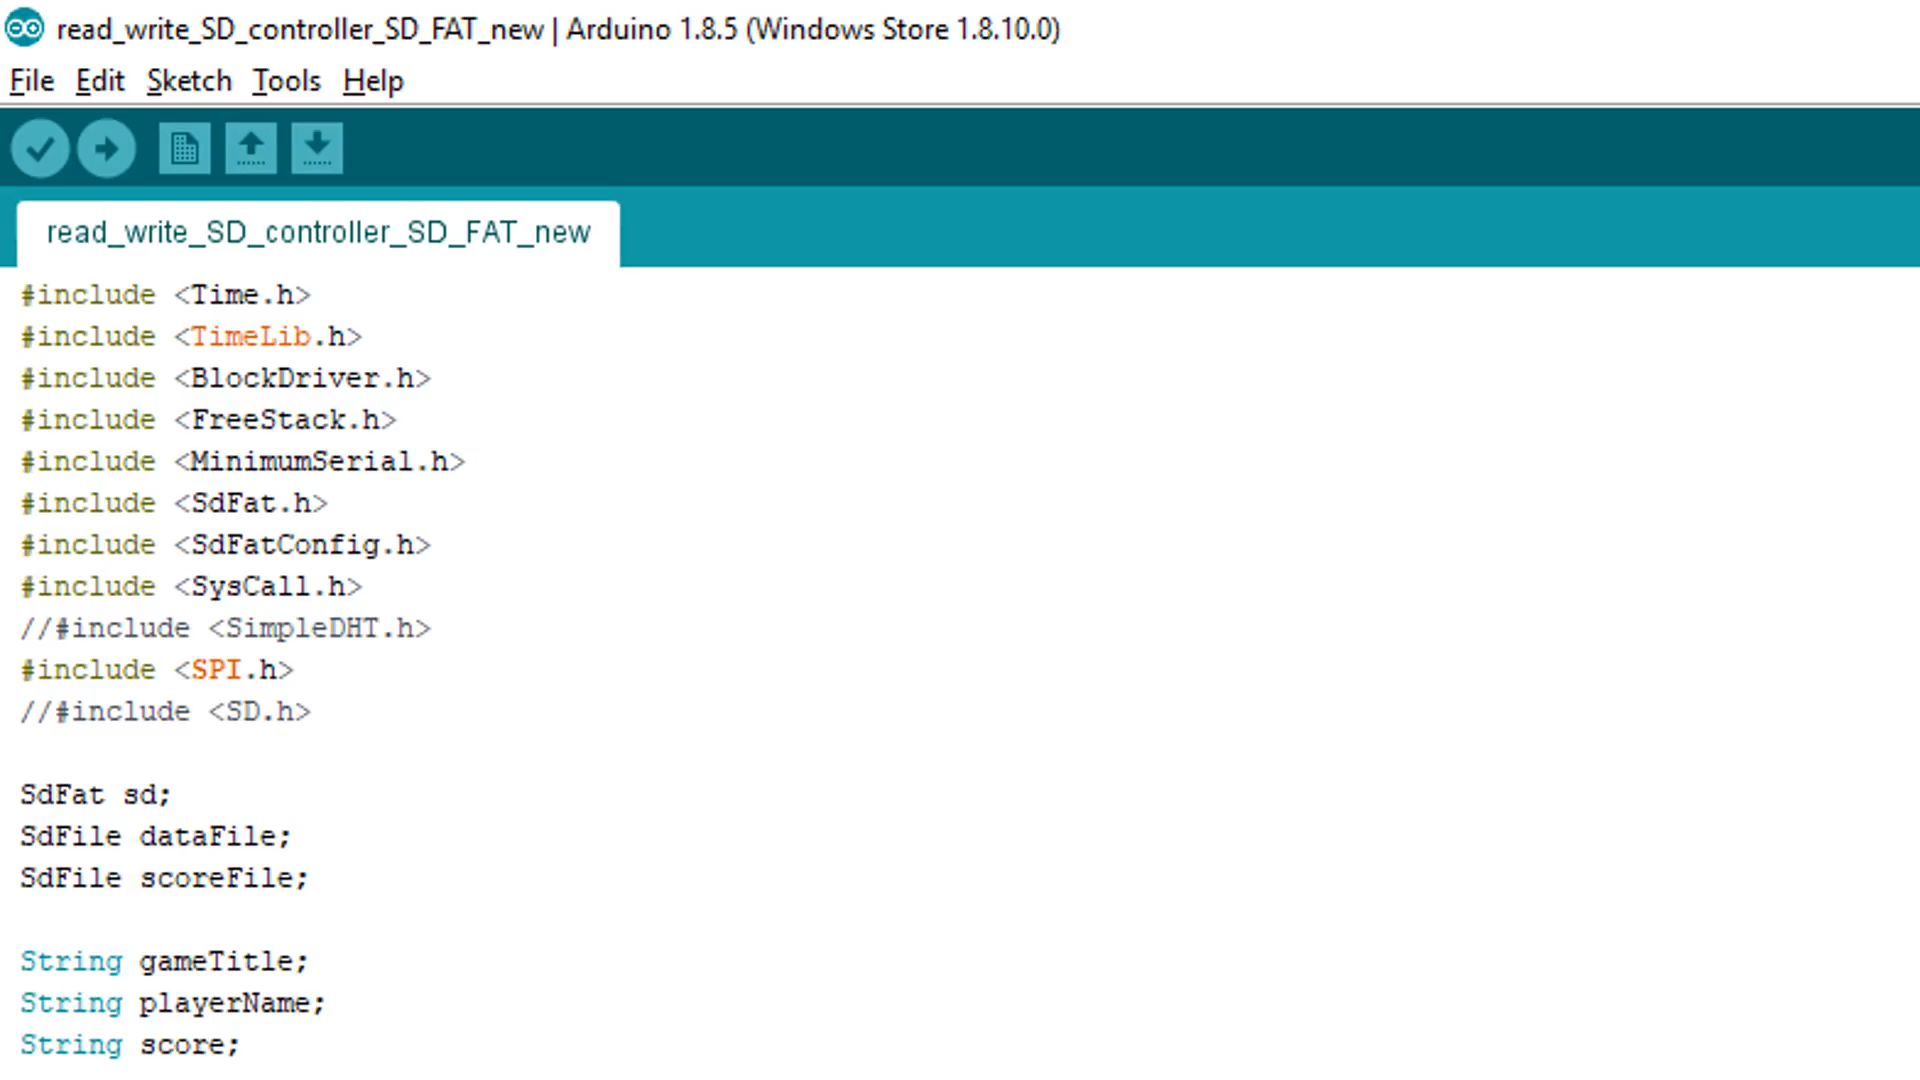 read_write_SD_controller_SD_FAT_new | Arduino 1.8.5 (Windows Store 1.8.10.0)
File Edit Sketch Tools Help
read_write_SD_controller_SD_FAT_new
#include <Time.h>
#include <TimeLib.h>
#include <BlockDriver.h>
#include <FreeStack.h>
#include <MinimumSerial.h>
#include <SdFat.h>
#include <SdFatConfig.h>
#include <SysCall.h>
//#include <SimpleDHT.h>
#include <SPI.h>
//#include <SD.h>
SdFat sd;
SdFile dataFile;
SdFile scoreFile;
String gameTitle;
String playerName;
String score;